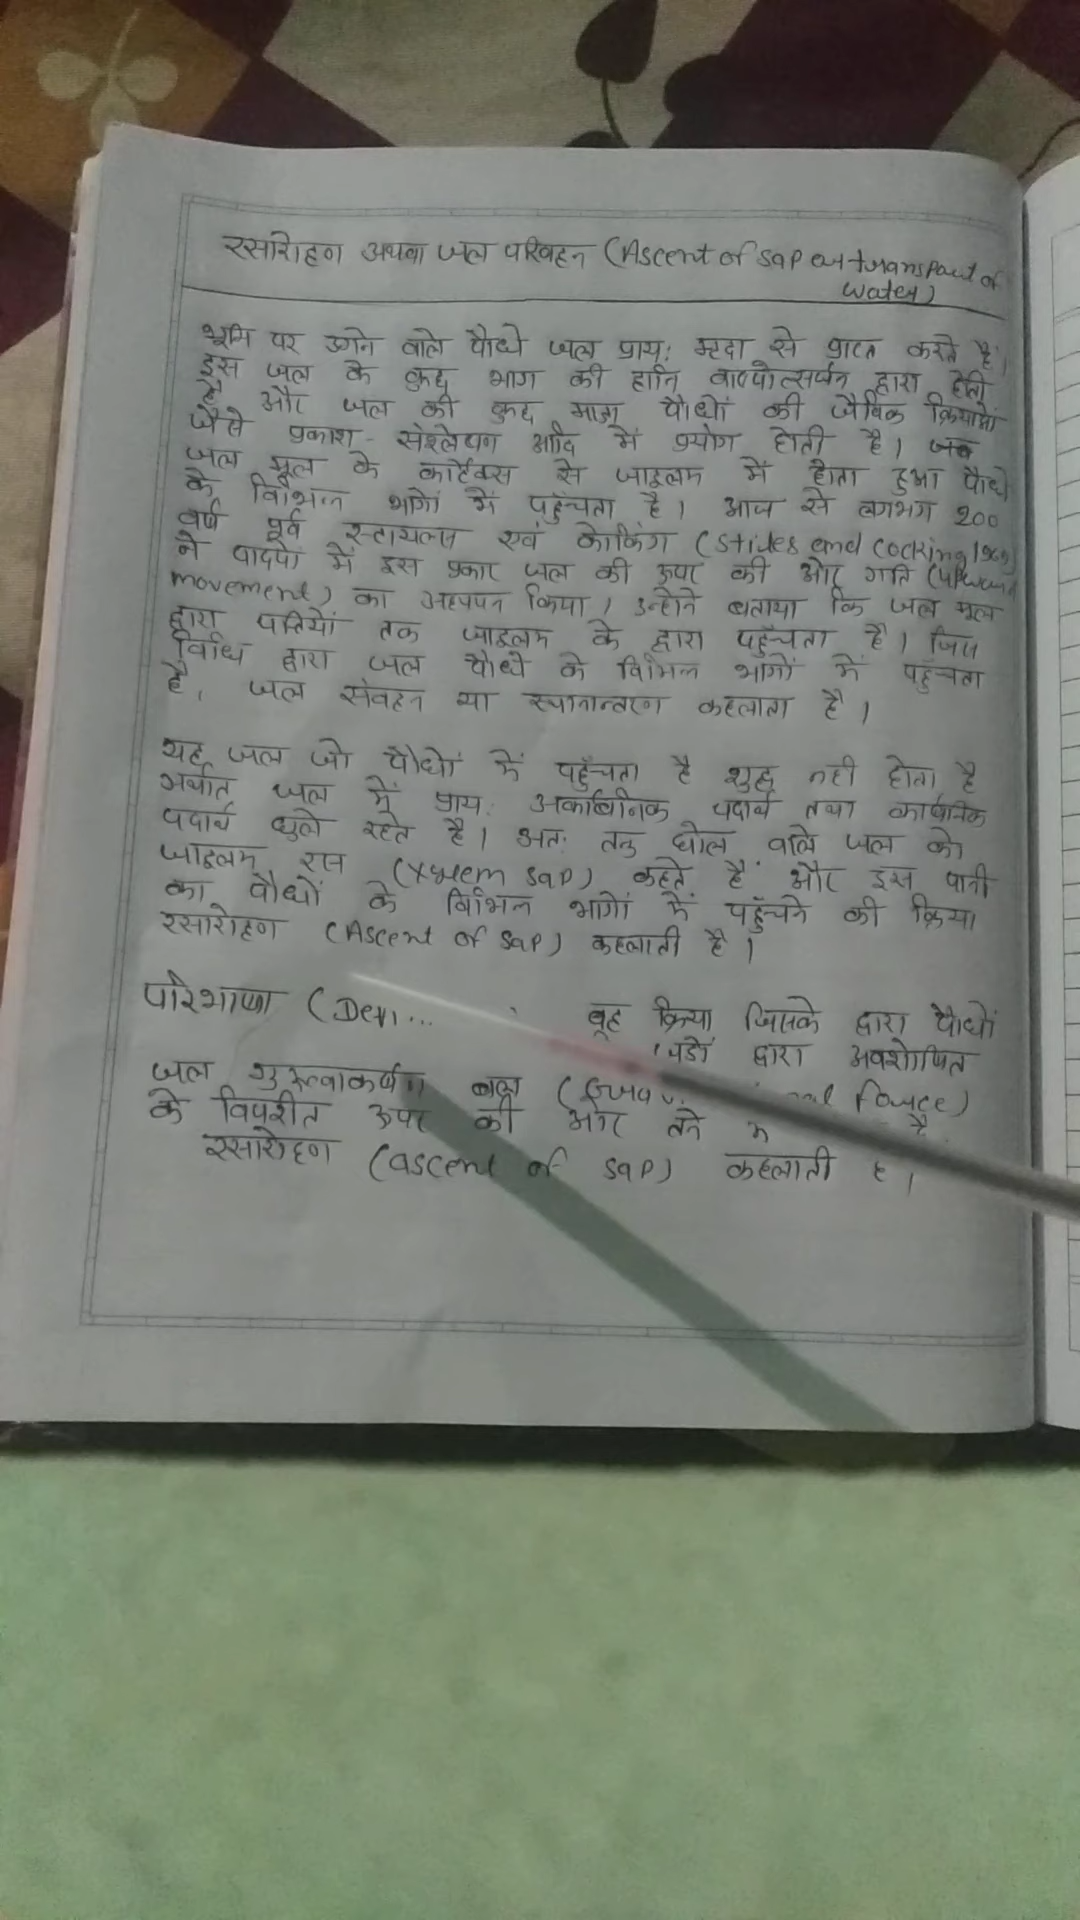 रसारोहण अथवा जल परिवहन (Ascent of sap or transport of
water)
भूमि पर उगने वाले पौधे जल प्राय: मृदा से प्राप्त करते है।
इस जल के कुछ भाग की हानि वाष्पोत्सर्जन द्वारा होती
है और जल की कुछ मात्रा पौधों की जैविक क्रियाओं
जैसे प्रकाश-संश्लेषण आदि में प्रयोग होती है। जब
जल मूल के कार्टेक्स से जाइलम में होता हुआ पौधे
के विभिन्न भागों में पहुँचता है। आज से लगभग 200
वर्ष पूर्व स्टायल्स एवं कोकिंग (Stiles and Cocking,
ने पादपों में इस प्रकार जल की ऊपर की ओर गति (upward
movement) का अध्ययन किया। उन्होंने बताया कि जल मूल
द्वारा पत्तियों तक जाइलम के द्वारा पहुँचता है। जिस
विधि द्वारा जल पौधे के विभिन्न भागों में पहुँचता
है, जल संवहन या स्थानान्तरण कहलाता है।
यह जल जो पौधों में पहुँचता है शुद्ध नही होता है
अर्थात जल में प्राय: अकार्बनिक पदार्थ तथा कार्बनिक
पदार्थ घुले रहते है। अत: तनु घोल वाले जल को
जाइलम रस (Xylem sap) कहते है और इस पानी
का पौधों के विभिन्न भागों में पहुँचने की क्रिया
रसारोहण (Ascent of sap) कहलाती है।
परिभाषा (Defi... वह क्रिया जिसके द्वारा पौधों
जडों द्वारा अवशोषित
जल गुरुत्वाकर्षण बल ( force)
के विपरीत ऊपर की ओर तने है
रसारोहण (ascent of sap) कहलाती है।